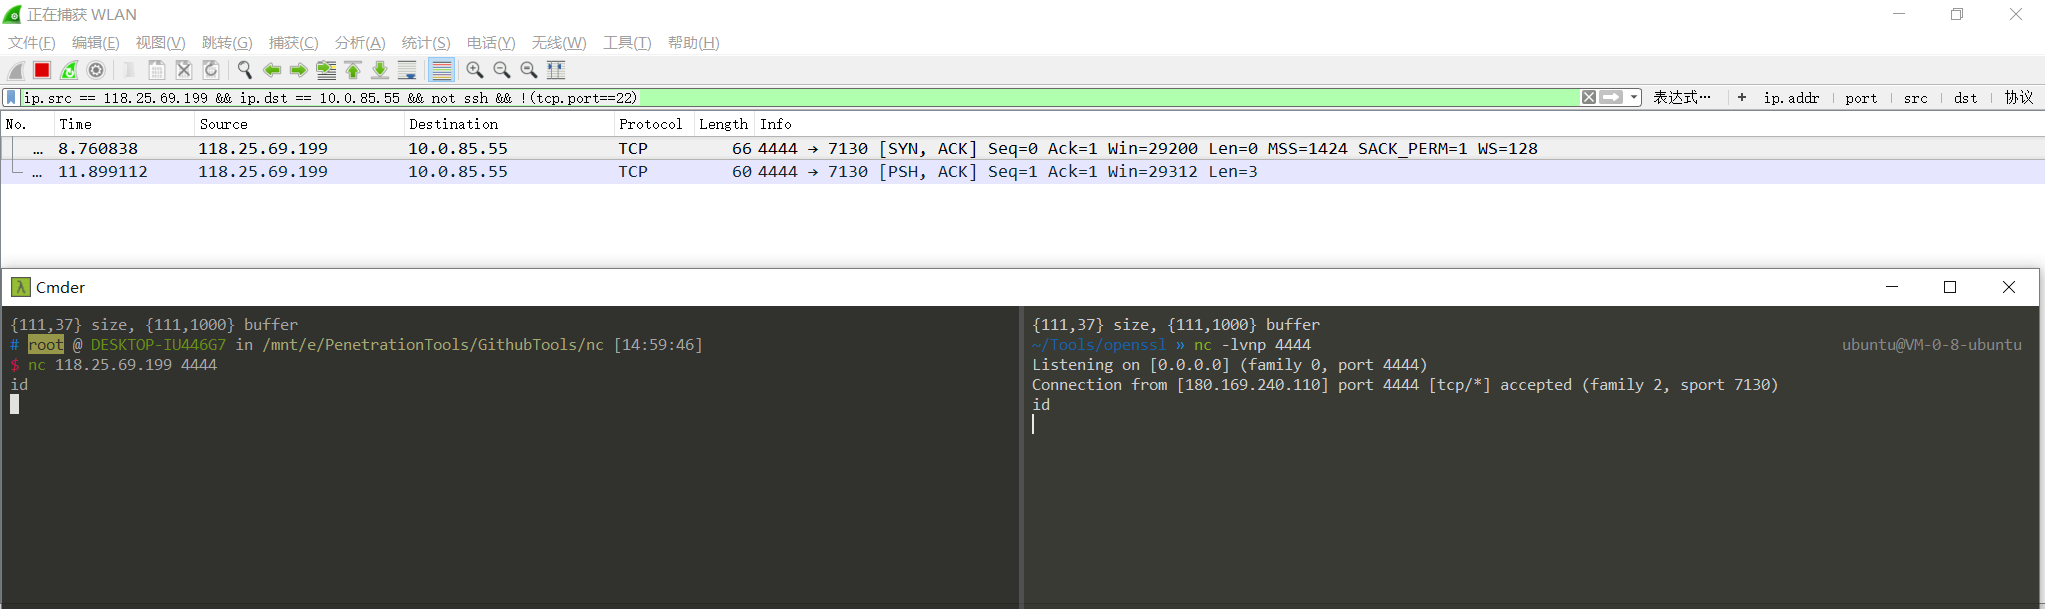 正在捕获 WLAN
文件(F) 编辑(E) 视图(V) 跳转(G) 捕获(C) 分析(A) 统计(S) 电话(Y) 无线(W) 工具(T) 帮助(H)
ip.src == 118.25.69.199 && ip.dst == 10.0.85.55 && not ssh && !(tcp.port==22) 表达式… + ip.addr port src dst 协议
No. Time Source Destination Protocol Length Info
… 8.760838 118.25.69.199 10.0.85.55 TCP 66 4444 → 7130 [SYN, ACK] Seq=0 Ack=1 Win=29200 Len=0 MSS=1424 SACK_PERM=1 WS=128
… 11.899112 118.25.69.199 10.0.85.55 TCP 60 4444 → 7130 [PSH, ACK] Seq=1 Ack=1 Win=29312 Len=3
λ Cmder
{111,37} size, {111,1000} buffer
# root @ DESKTOP-IU446G7 in /mnt/e/PenetrationTools/GithubTools/nc [14:59:46]
$ nc 118.25.69.199 4444
id
{111,37} size, {111,1000} buffer
~/Tools/openssl » nc -lvnp 4444 ubuntu@VM-0-8-ubuntu
Listening on [0.0.0.0] (family 0, port 4444)
Connection from [180.169.240.110] port 4444 [tcp/*] accepted (family 2, sport 7130)
id